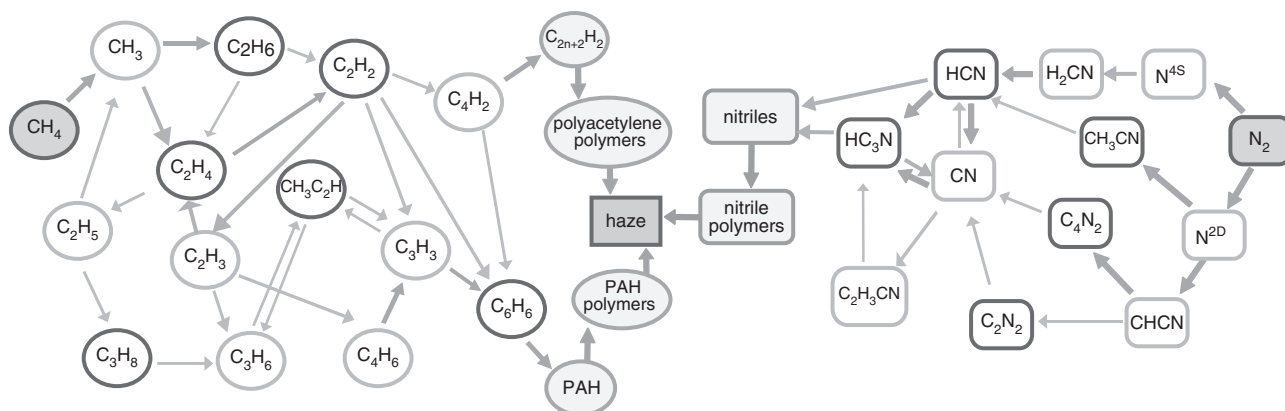 CH₃
C2H6
C₂H₂
C₂ₙ₊₂H₂
C₄H₂
CH₄
polyacetylene
polymers
C₂H₄
CH₃C₂H
C₂H₅
C₂H₃
C₃H₃
haze
C₆H₆
PAH
polymers
C₃H₈
C₃H₆
C₄H₆
PAH
nitriles
nitrile
polymers
HCN
H₂CN
N⁴ˢ
HC₃N
CH₃CN
N₂
CN
C₄N₂
N²ᴰ
C₂H₃CN
C₂N₂
CHCN